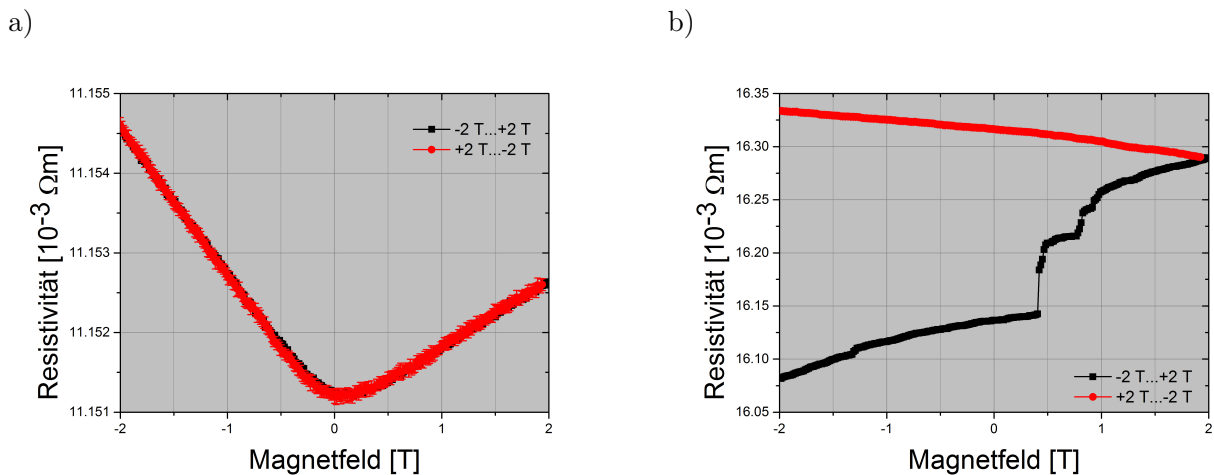 a)
11.155
11.154
11.153
11.152
11.151
-2
-1
0
1
2
Resistivität [10⁻³ Ωm]
Magnetfeld [T]
-2 T...+2 T
+2 T...-2 T
b)
16.35
16.30
16.25
16.20
16.15
16.10
16.05
-2
-1
0
1
2
Resistivität [10⁻³ Ωm]
Magnetfeld [T]
-2 T...+2 T
+2 T...-2 T